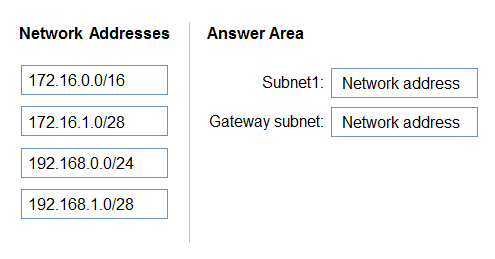 Network Addresses
172.16.0.0/16
172.16.1.0/28
192.168.0.0/24
192.168.1.0/28
Answer Area
Subnet1: Network address
Gateway subnet: Network address